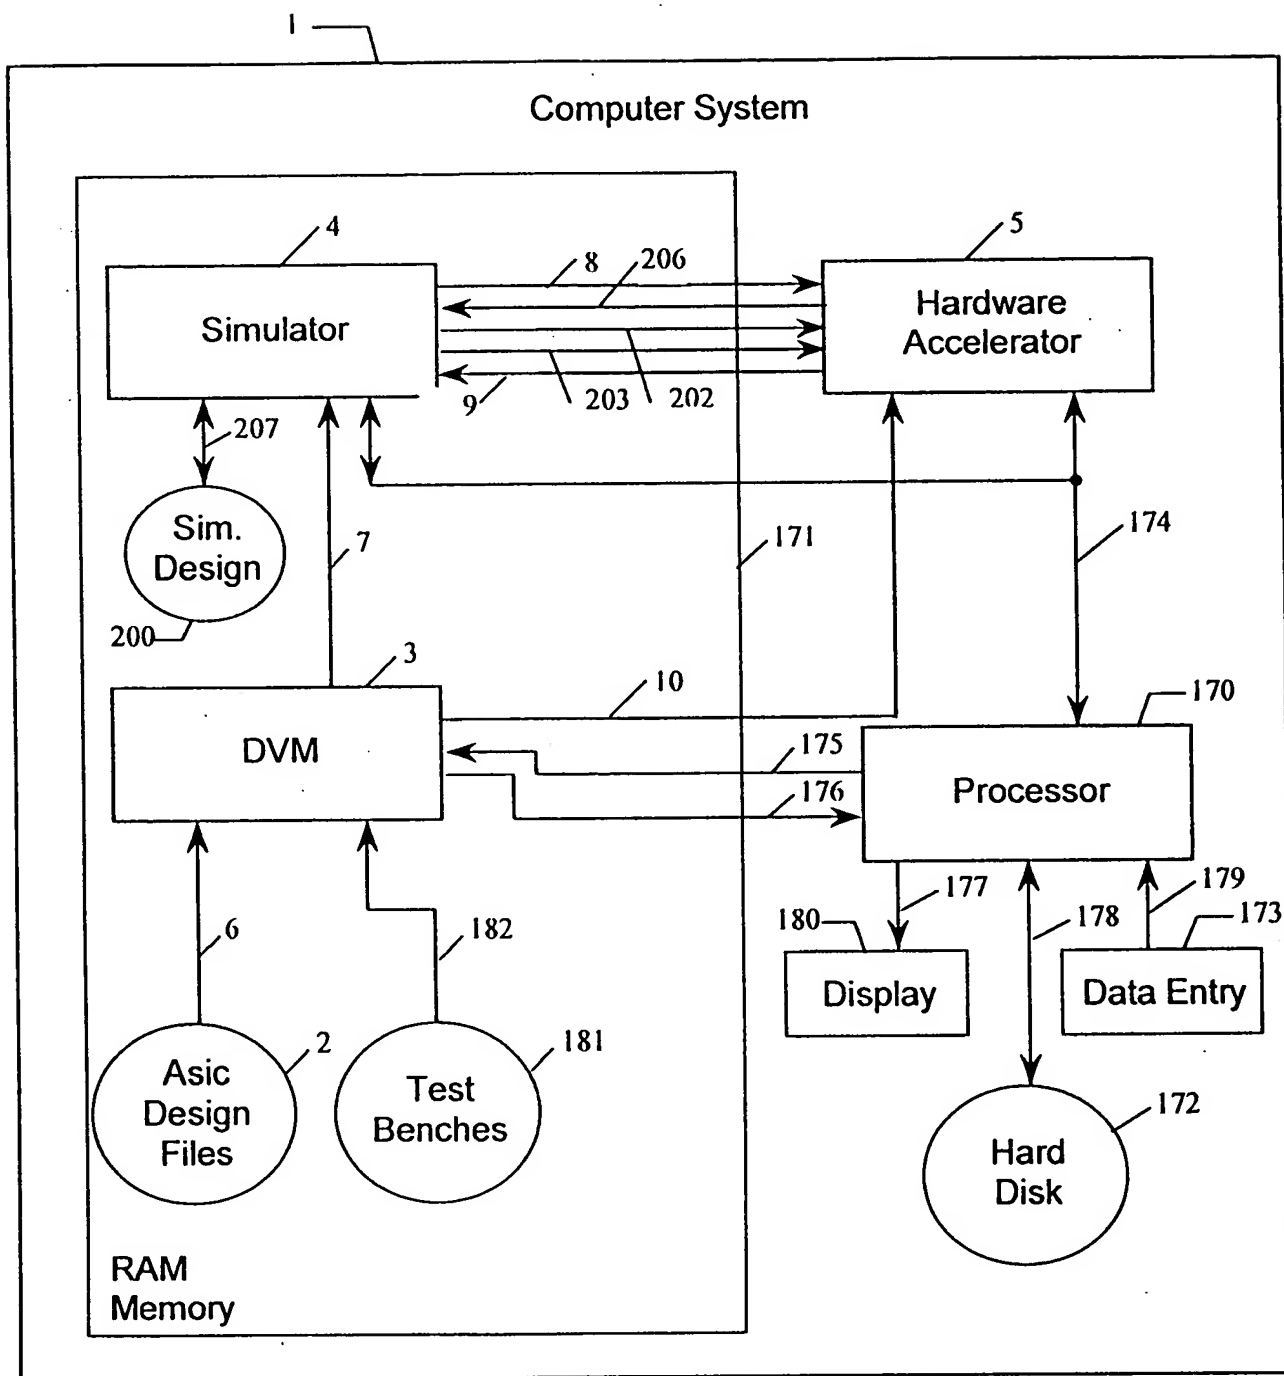 1
Computer System
4
8
206
5
Simulator
Hardware
Accelerator
9
203
202
207
Sim.
Design
7
171
174
200
3
10
170
DVM
175
Processor
176
177
179
180
178
173
6
182
Display
Data Entry
2
181
Asic
Design
Files
Test
Benches
172
Hard
Disk
RAM
Memory